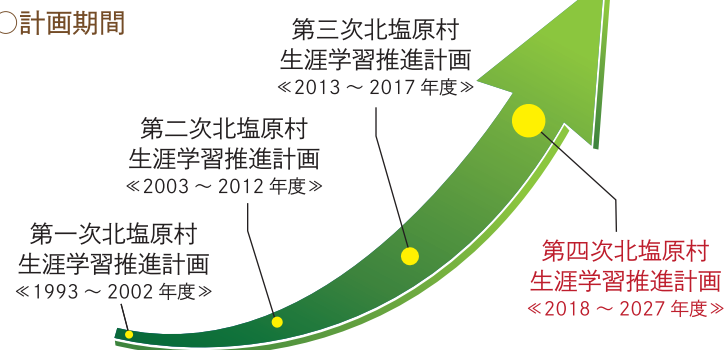 ○計画期間
第三次北塩原村
生涯学習推進計画
≪2013 ～ 2017 年度≫
第二次北塩原村
生涯学習推進計画
≪2003 ～ 2012 年度≫
第一次北塩原村
生涯学習推進計画
≪1993 ～ 2002 年度≫
第四次北塩原村
生涯学習推進計画
≪2018 ～ 2027 年度≫